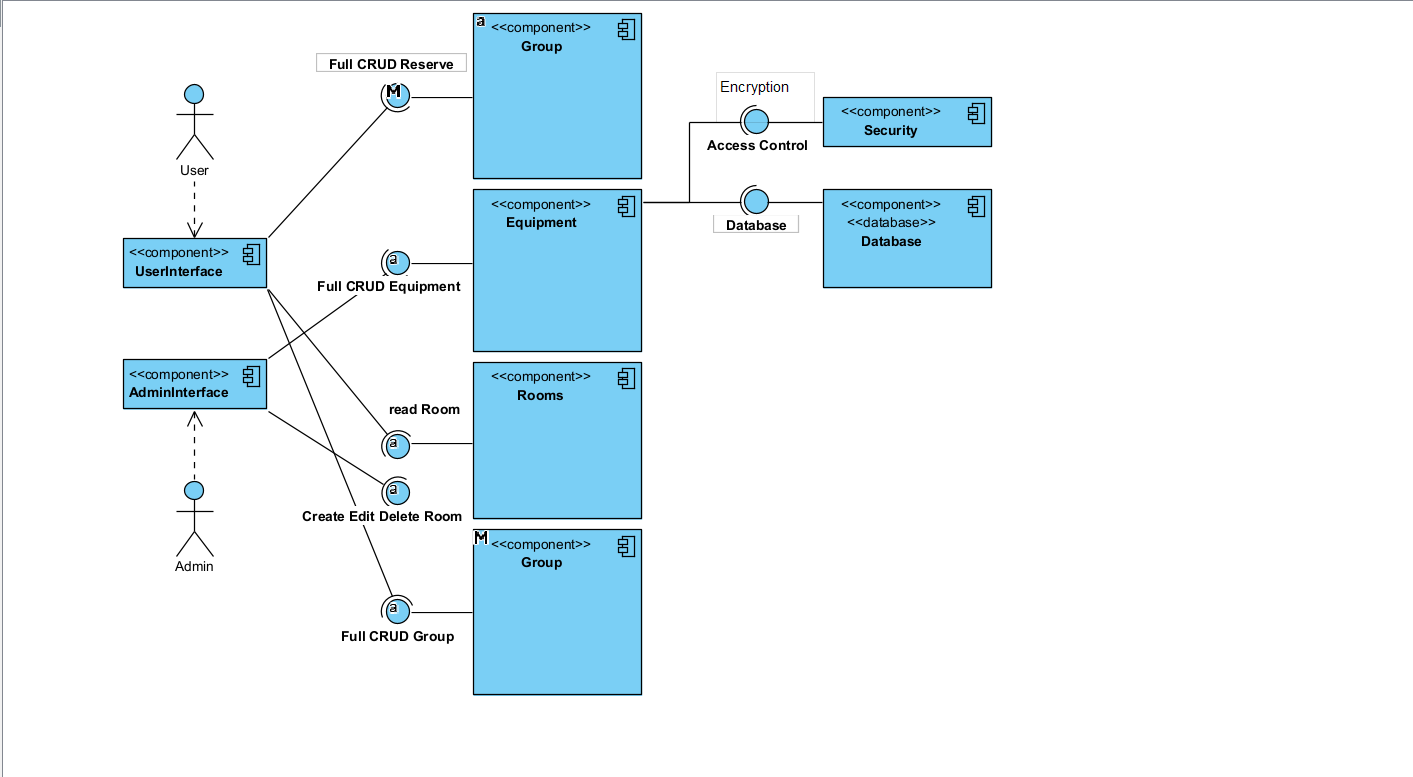 a
<<component>>
Group
Full CRUD Reserve
M
Encryption
<<component>>
Security
Access Control
User
<<component>>
Equipment
<<component>>
<<database>>
Database
Database
<<component>>
UserInterface
a
Full CRUD Equipment
<<component>>
AdminInterface
<<component>>
Rooms
read Room
a
a
Create Edit Delete Room
Admin
M
<<component>>
Group
a
Full CRUD Group